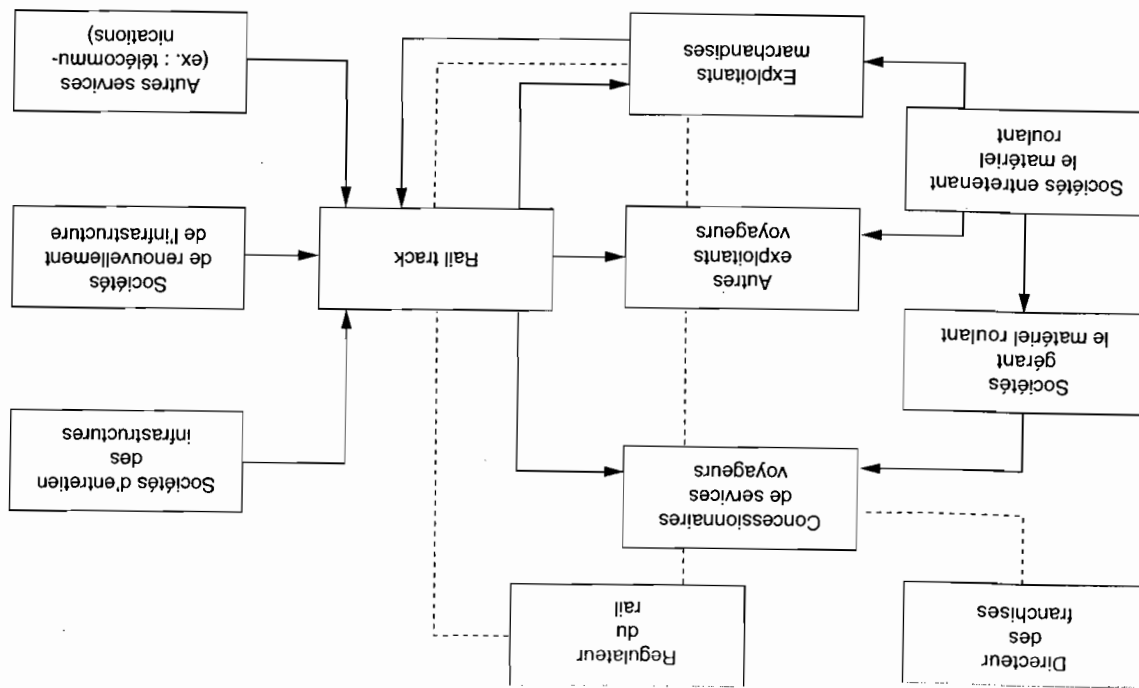 Directeur
des
franchises
Regulateur
du
rail
Concessionnaires
de services
voyageurs
Sociétés d'entretien
des
infrastructures
Sociétés
gérant
le matériel roulant
Autres
exploitants
voyageurs
Rail track
Sociétés
de renouvellement
de l'infrastructure
Sociétés entretenant
le matériel
roulant
Exploitants
marchandises
Autres services
(ex. : télécommu-
nications)